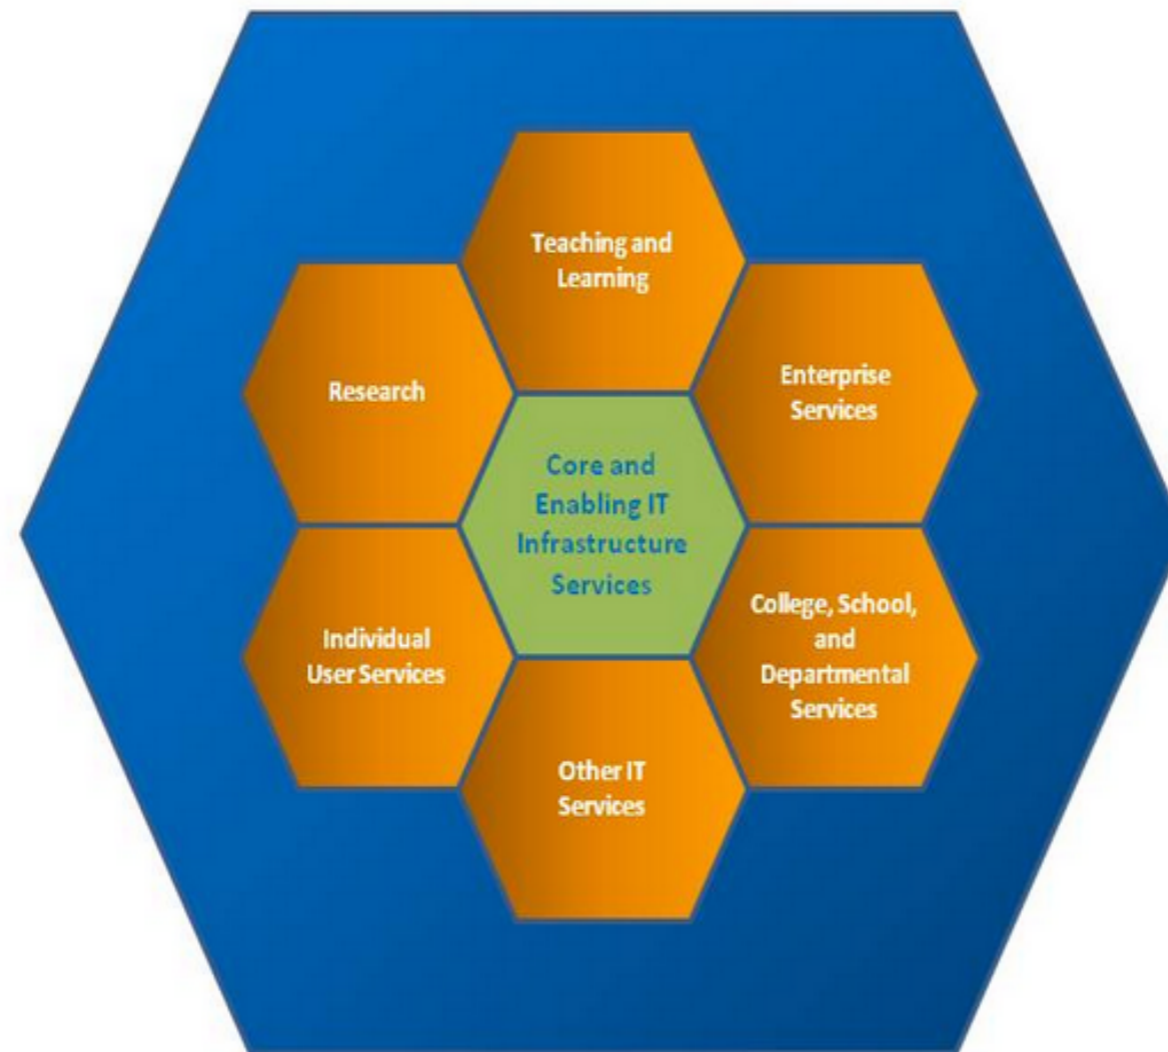 Teaching and
Learning
Research
Enterprise
Services
Core and
Enabling IT
Infrastructure
Services
Individual
User Services
College, School,
and
Departmental
Services
Other IT
Services